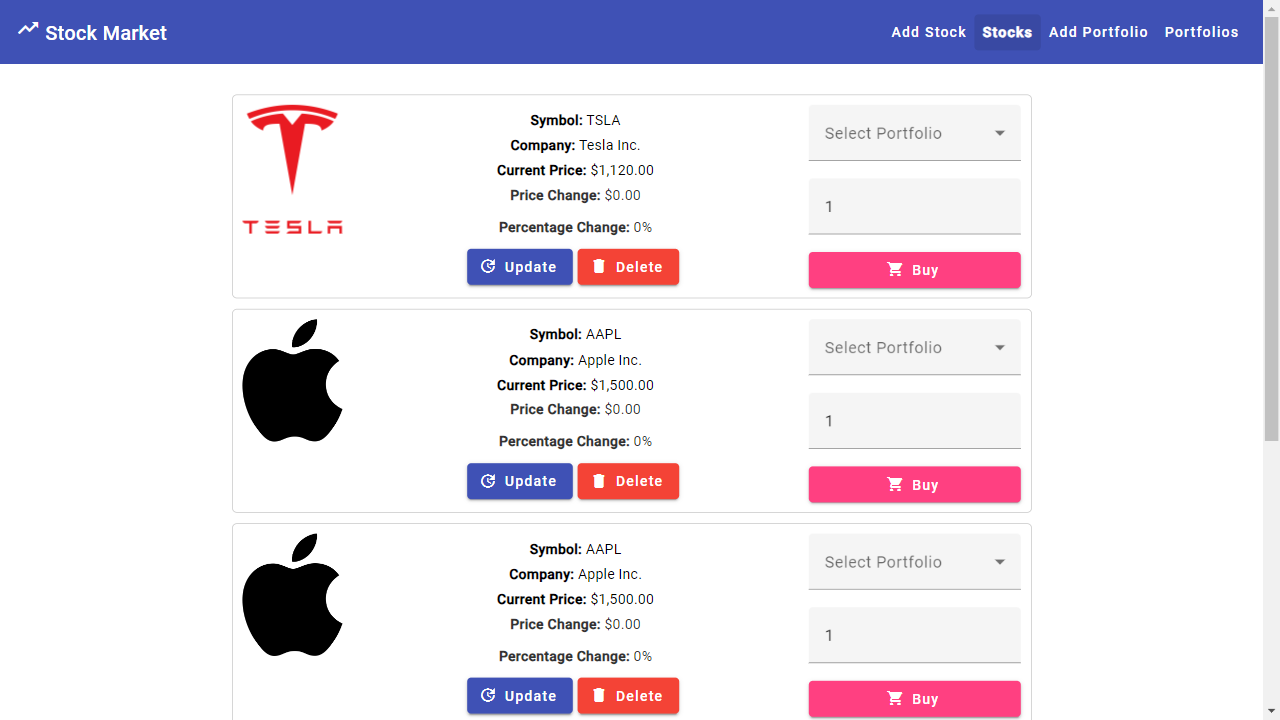 Stock Market
Add Stock Stocks Add Portfolio Portfolios
TESLA
Symbol: TSLA
Company: Tesla Inc.
Current Price: $1,120.00
Price Change: $0.00
Percentage Change: 0%
Update Delete
Select Portfolio
1
Buy
Symbol: AAPL
Company: Apple Inc.
Current Price: $1,500.00
Price Change: $0.00
Percentage Change: 0%
Update Delete
Select Portfolio
1
Buy
Symbol: AAPL
Company: Apple Inc.
Current Price: $1,500.00
Price Change: $0.00
Percentage Change: 0%
Update Delete
Select Portfolio
1
Buy